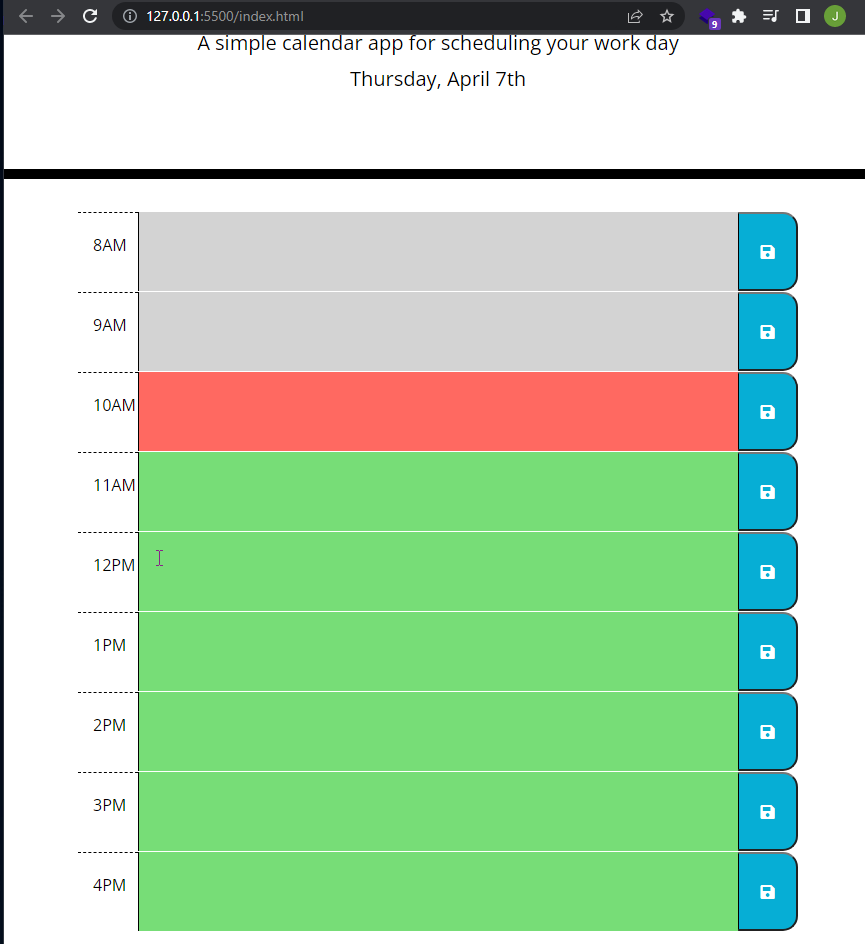 127.0.0.1:5500/index.html
9
J
A simple calendar app for scheduling your work day
Thursday, April 7th
8AM
9AM
10AM
11AM
12PM
1PM
2PM
3PM
4PM